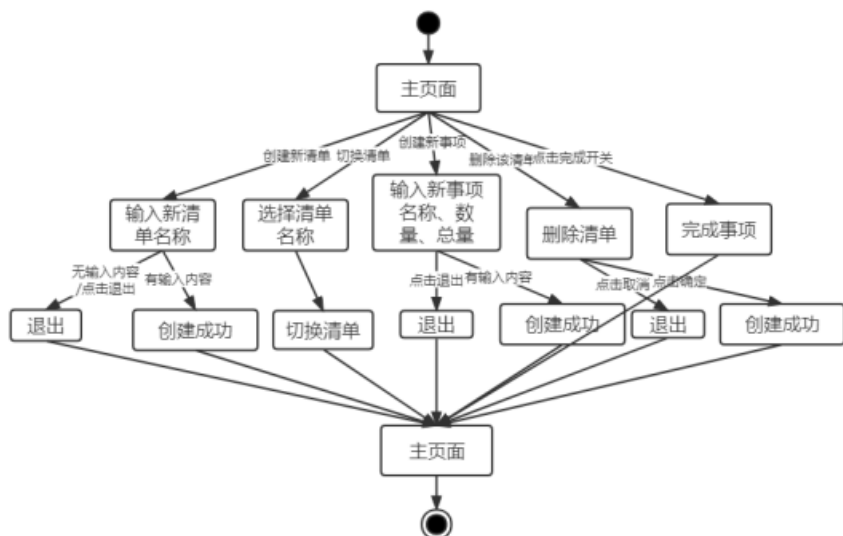 主页面
创建新清单
切换清单
创建新事项
删除该清单
点击完成开关
输入新清
单名称
选择清单
名称
输入新事项
名称、数
量、总量
删除清单
完成事项
无输入内容
/点击退出
有输入内容
点击退出
有输入内容
点击取消
点击确定
退出
创建成功
切换清单
退出
创建成功
退出
创建成功
主页面